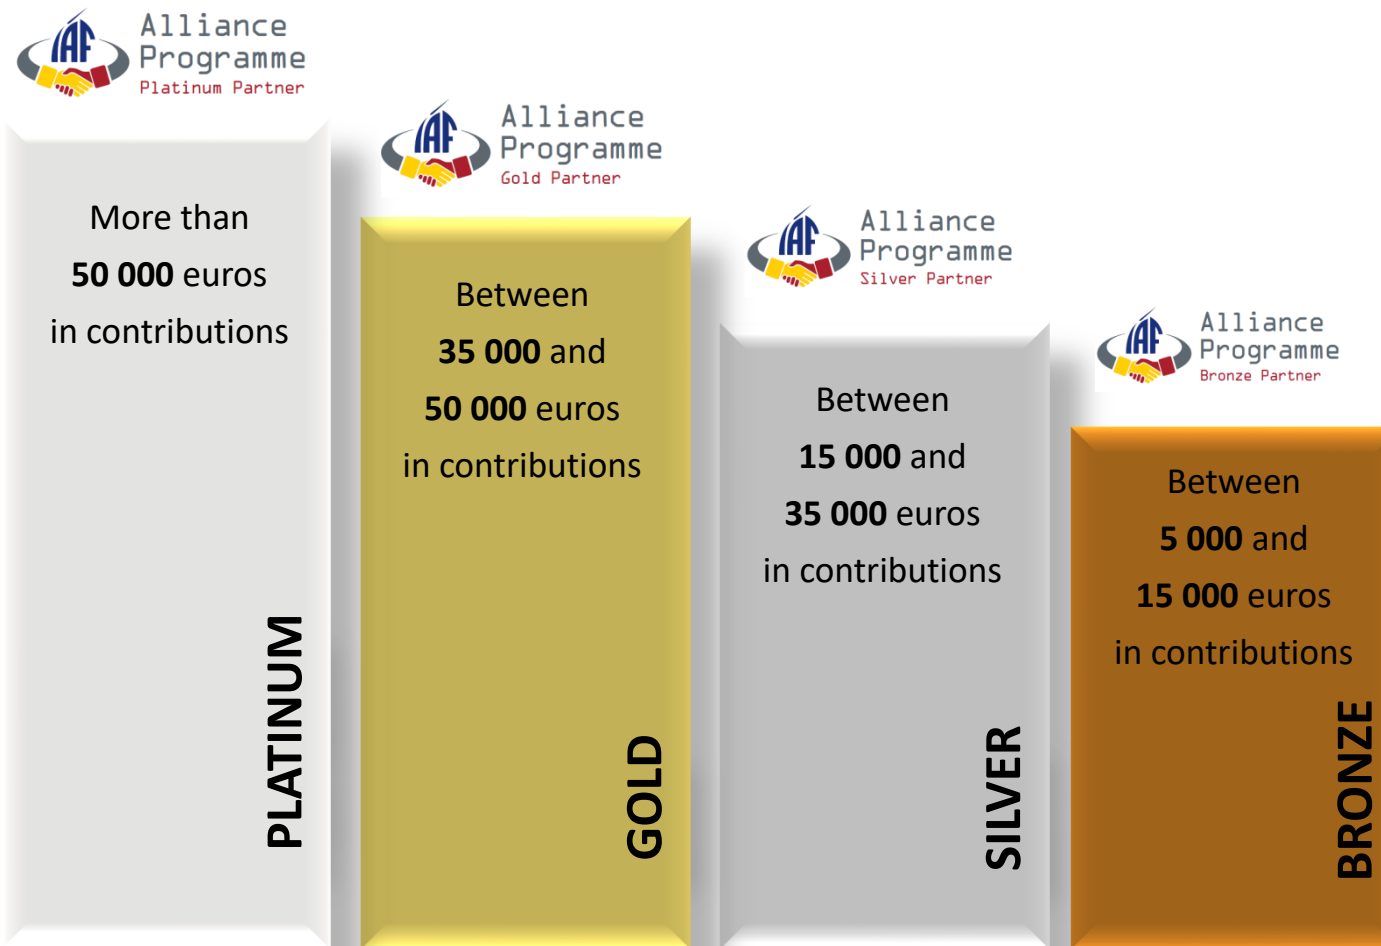 IAF
Alliance
Programme
Platinum Partner
More than
50 000 euros
in contributions
PLATINUM
IAF
Alliance
Programme
Gold Partner
Between
35 000 and
50 000 euros
in contributions
GOLD
IAF
Alliance
Programme
Silver Partner
Between
15 000 and
35 000 euros
in contributions
SILVER
IAF
Alliance
Programme
Bronze Partner
Between
5 000 and
15 000 euros
in contributions
BRONZE